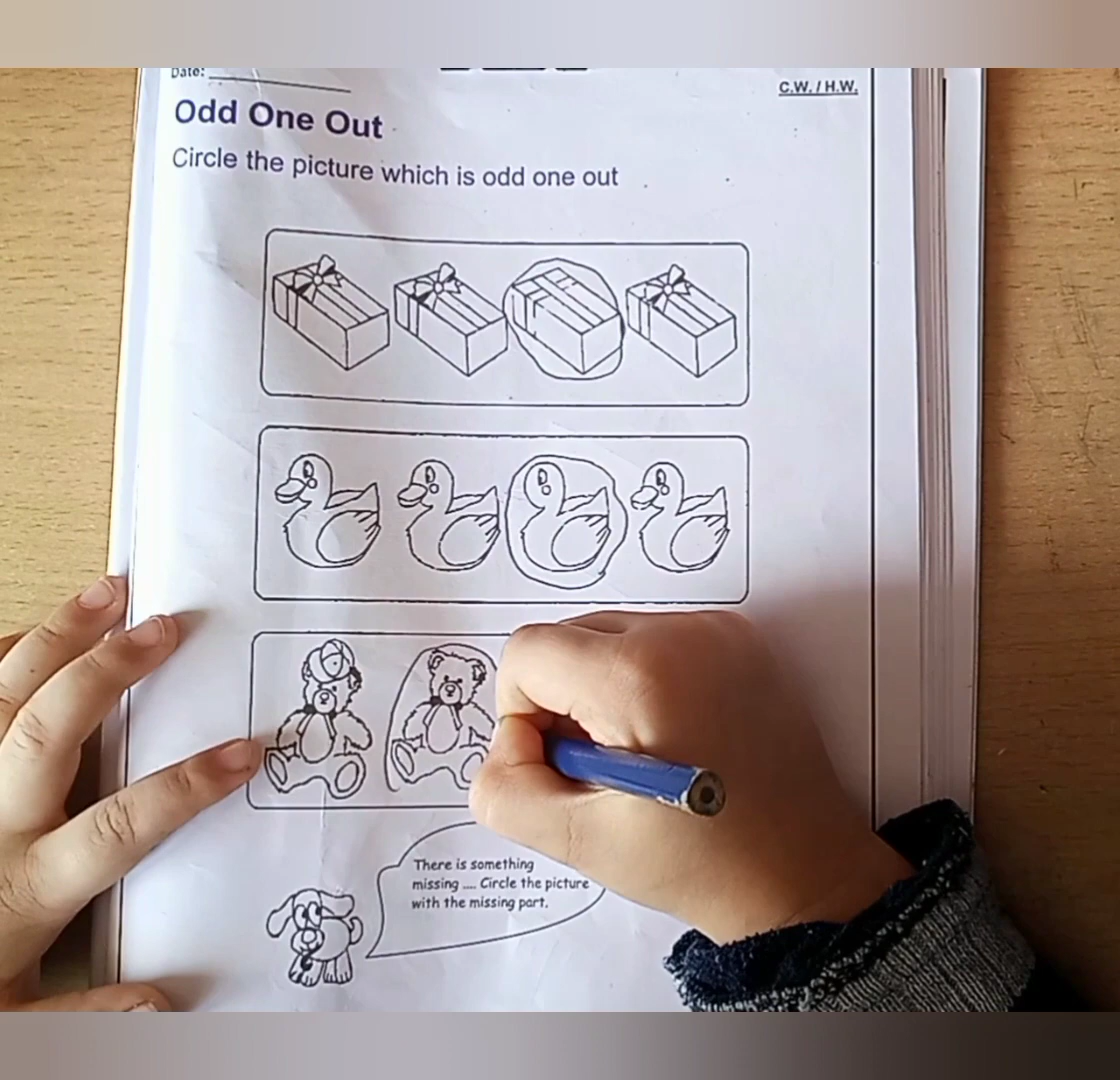 Date:
C.W. / H.W.
Odd One Out
Circle the picture which is odd one out
There is something
missing .... Circle the picture
with the missing part.